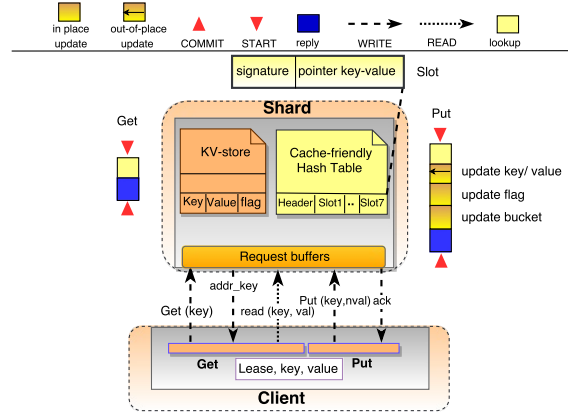 in place
update
out-of-place
update
COMMIT
START
reply
WRITE
READ
lookup
signature
pointer key-value
Slot
Shard
Get
Put
KV-store
Key
Value
flag
Cache-friendly
Hash Table
Header
Slot1
..
Slot7
update key/ value
update flag
update bucket
Request buffers
Get (key)
addr_key
read (key, val)
Put (key,nval)
ack
Get
Put
Lease, key, value
Client